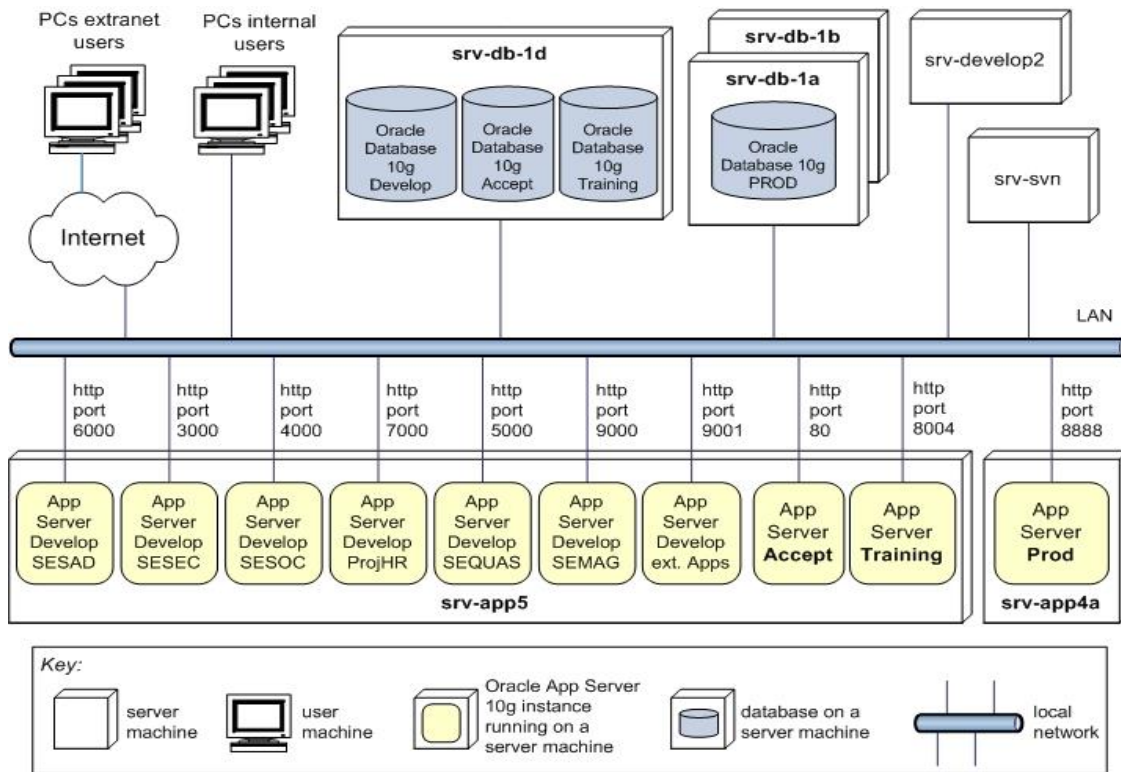 PCs extranet
users
PCs internal
users
srv-db-1d
Oracle
Database
10g
Develop
Oracle
Database
10g
Accept
Oracle
Database
10g
Training
srv-db-1b
srv-db-1a
Oracle
Database 10g
PROD
srv-develop2
srv-svn
Internet
LAN
http
port
6000
http
port
3000
http
port
4000
http
port
7000
http
port
5000
http
port
9000
http
port
9001
http
port
80
http
port
8004
http
port
8888
App
Server
Develop
SESAD
App
Server
Develop
SESEC
App
Server
Develop
SESOC
App
Server
Develop
ProjHR
App
Server
Develop
SEQUAS
App
Server
Develop
SEMAG
App
Server
Develop
ext. Apps
App
Server
Accept
App
Server
Training
App
Server
Prod
srv-app5
srv-app4a
Key:
server
machine
user
machine
Oracle App Server
10g instance
running on a
server machine
database on a
server machine
local
network